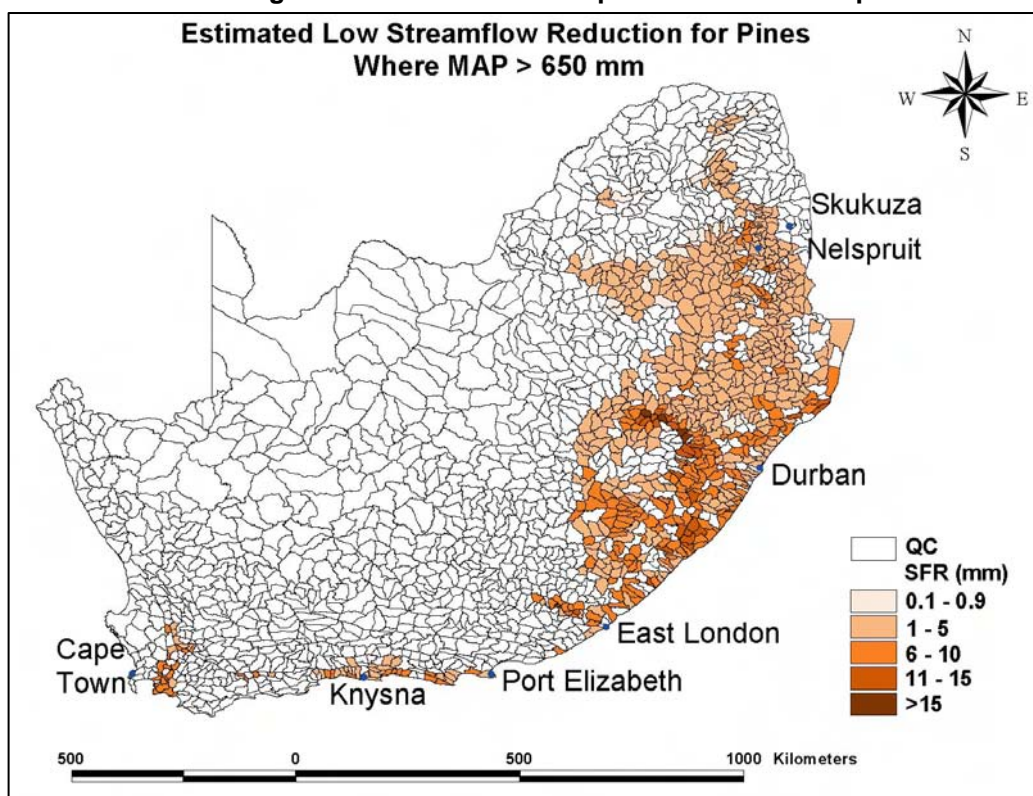 Estimated Low Streamflow Reduction for Pines
Where MAP > 650 mm
N
W
E
S
Skukuza
Nelspruit
Durban
QC
SFR (mm)
0.1 - 0.9
1 - 5
6 - 10
11 - 15
>15
East London
Cape
Town
Knysna
Port Elizabeth
500
0
500
1000
Kilometers